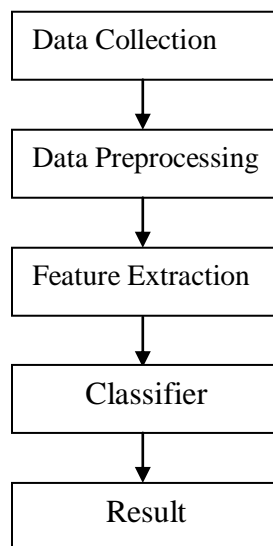 Data Collection
Data Preprocessing
Feature Extraction
Classifier
Result